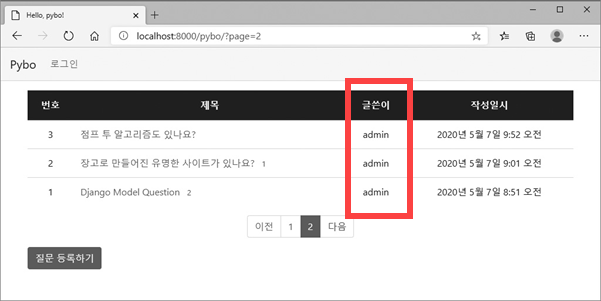 Hello, pybo!
localhost:8000/pybo/?page=2
Pybo 로그인
번호 제목 글쓴이 작성일시
3 점프 투 알고리즘도 있나요? admin 2020년 5월 7일 9:52 오전
2 장고로 만들어진 유명한 사이트가 있나요? 1 admin 2020년 5월 7일 9:01 오전
1 Django Model Question 2 admin 2020년 5월 7일 8:51 오전
이전 1 2 다음
질문 등록하기